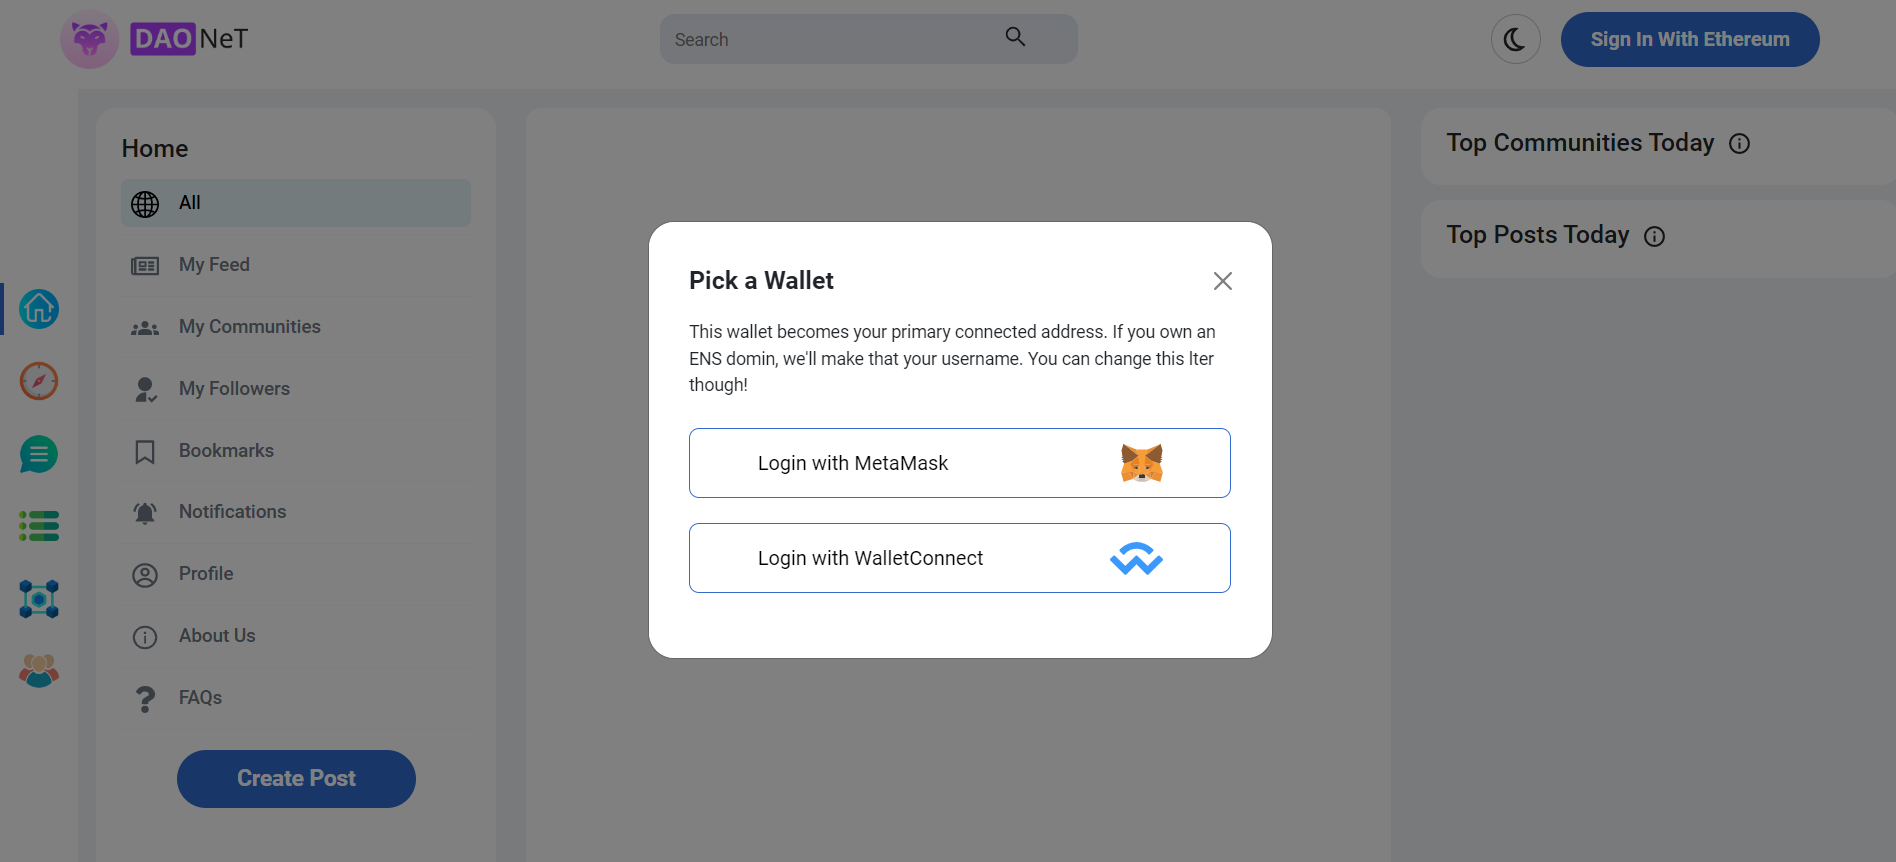 DAO NeT
Search
Sign In With Ethereum
Home
All
My Feed
My Communities
My Followers
Bookmarks
Notifications
Profile
About Us
FAQs
Create Post
Pick a Wallet
This wallet becomes your primary connected address. If you own an
ENS domin, we'll make that your username. You can change this lter
though!
Login with MetaMask
Login with WalletConnect
Top Communities Today
Top Posts Today